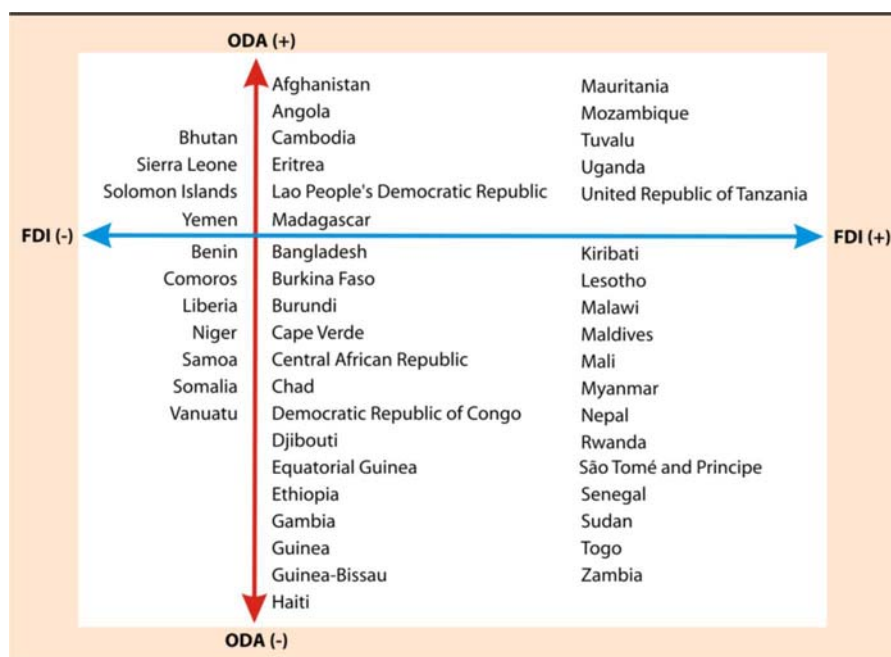 ODA (+)
Afghanistan Mauritania
Angola Mozambique
Bhutan Cambodia Tuvalu
Sierra Leone Eritrea Uganda
Solomon Islands Lao People's Democratic Republic United Republic of Tanzania
Yemen Madagascar
FDI (-) FDI (+)
Benin Bangladesh Kiribati
Comoros Burkina Faso Lesotho
Liberia Burundi Malawi
Niger Cape Verde Maldives
Samoa Central African Republic Mali
Somalia Chad Myanmar
Vanuatu Democratic Republic of Congo Nepal
Djibouti Rwanda
Equatorial Guinea São Tomé and Principe
Ethiopia Senegal
Gambia Sudan
Guinea Togo
Guinea-Bissau Zambia
Haiti
ODA (-)